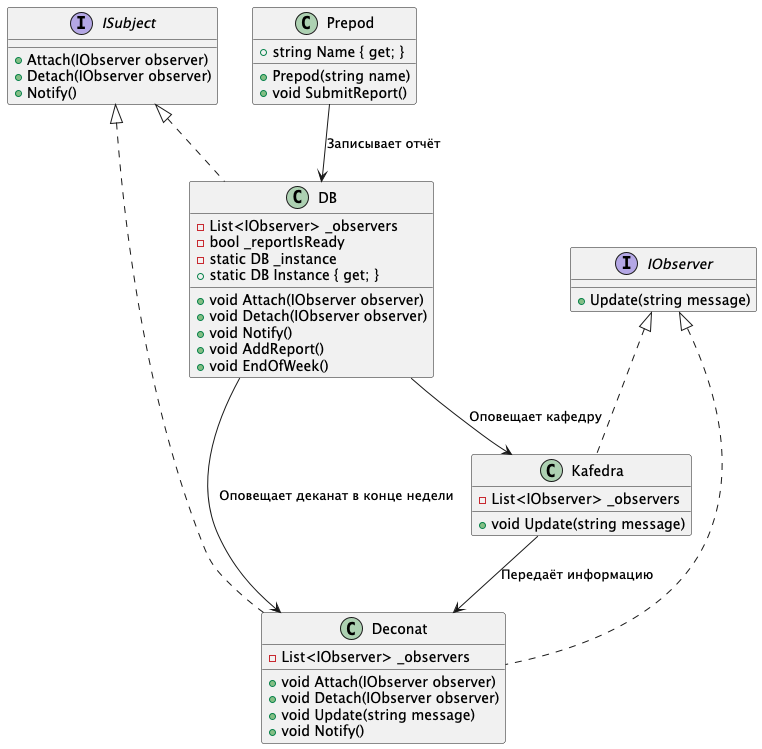 I ISubject
Attach(IObserver observer)
Detach(IObserver observer)
Notify()
C Prepod
string Name { get; }
Prepod(string name)
void SubmitReport()
Записывает отчёт
C DB
List<IObserver> _observers
bool _reportIsReady
static DB _instance
static DB Instance { get; }
void Attach(IObserver observer)
void Detach(IObserver observer)
void Notify()
void AddReport()
void EndOfWeek()
I IObserver
Update(string message)
Оповещает кафедру
C Kafedra
List<IObserver> _observers
void Update(string message)
Оповещает деканат в конце недели
Передаёт информацию
C Deconat
List<IObserver> _observers
void Attach(IObserver observer)
void Detach(IObserver observer)
void Update(string message)
void Notify()